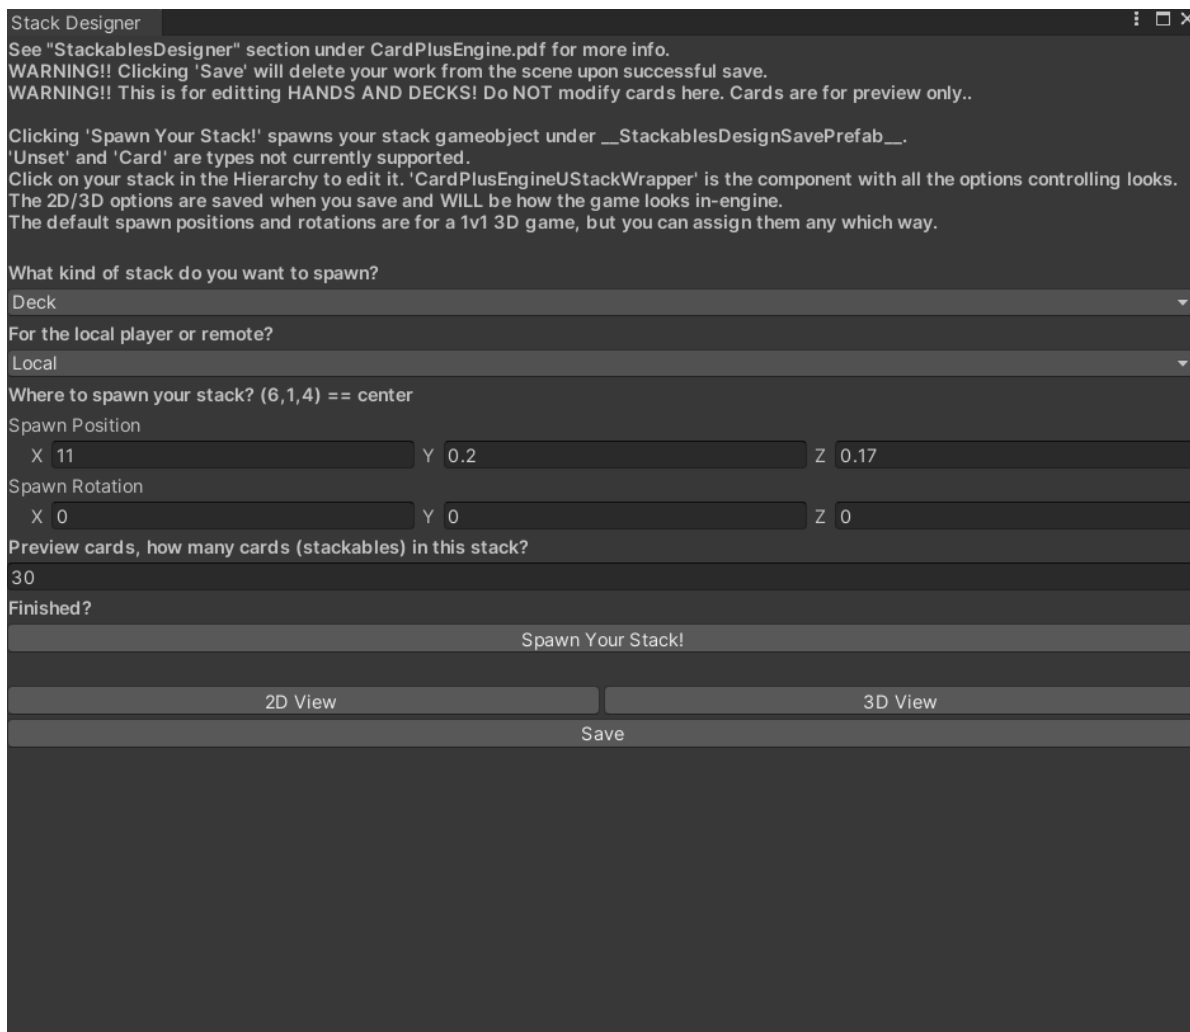 Stack Designer
See "StackablesDesigner" section under CardPlusEngine.pdf for more info.
WARNING!! Clicking 'Save' will delete your work from the scene upon successful save.
WARNING!! This is for editting HANDS AND DECKS! Do NOT modify cards here. Cards are for preview only..
Clicking 'Spawn Your Stack!' spawns your stack gameobject under __StackablesDesignSavePrefab__.
'Unset' and 'Card' are types not currently supported.
Click on your stack in the Hierarchy to edit it. 'CardPlusEngineUStackWrapper' is the component with all the options controlling looks.
The 2D/3D options are saved when you save and WILL be how the game looks in-engine.
The default spawn positions and rotations are for a 1v1 3D game, but you can assign them any which way.
What kind of stack do you want to spawn?
Deck
For the local player or remote?
Local
Where to spawn your stack? (6,1,4) == center
Spawn Position
X 11 Y 0.2 Z 0.17
Spawn Rotation
X 0 Y 0 Z 0
Preview cards, how many cards (stackables) in this stack?
30
Finished?
Spawn Your Stack!
2D View 3D View
Save